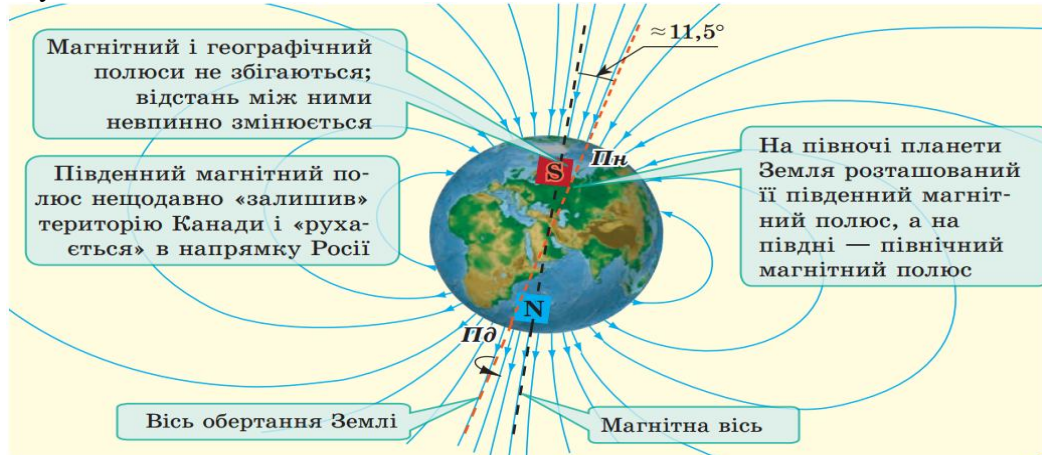 ≈11,5°
Магнітний і географічний
полюси не збігаються;
відстань між ними
невпинно змінюється
Південний магнітний по-
люс нещодавно «залишив»
територію Канади і «руха-
ється» в напрямку Росії
Пн
S
На півночі планети
Земля розташований
її південний магніт-
ний полюс, а на
півдні — північний
магнітний полюс
N
Пд
Вісь обертання Землі
Магнітна вісь